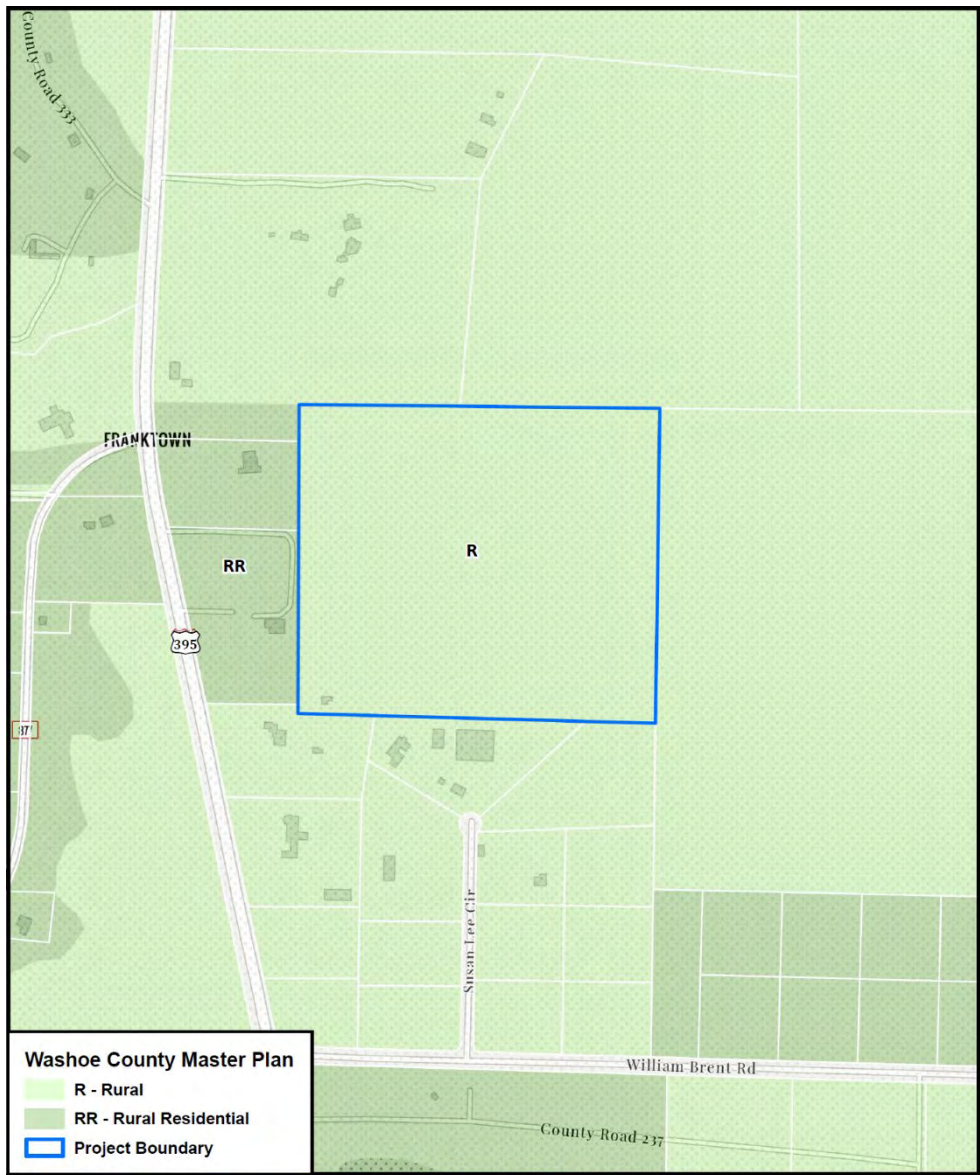 County Road 333
FRANKTOWN
R
RR
395
877
Susan Lee Cir
William Brent Rd
County Road 237
Washoe County Master Plan
R - Rural
RR - Rural Residential
Project Boundary